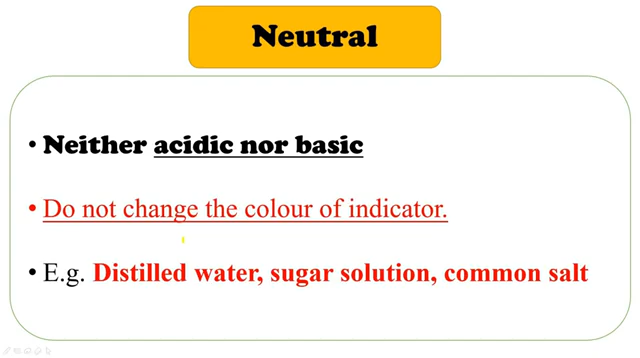 Neutral
• Neither acidic nor basic
• Do not change the colour of indicator.
• E.g. Distilled water, sugar solution, common salt